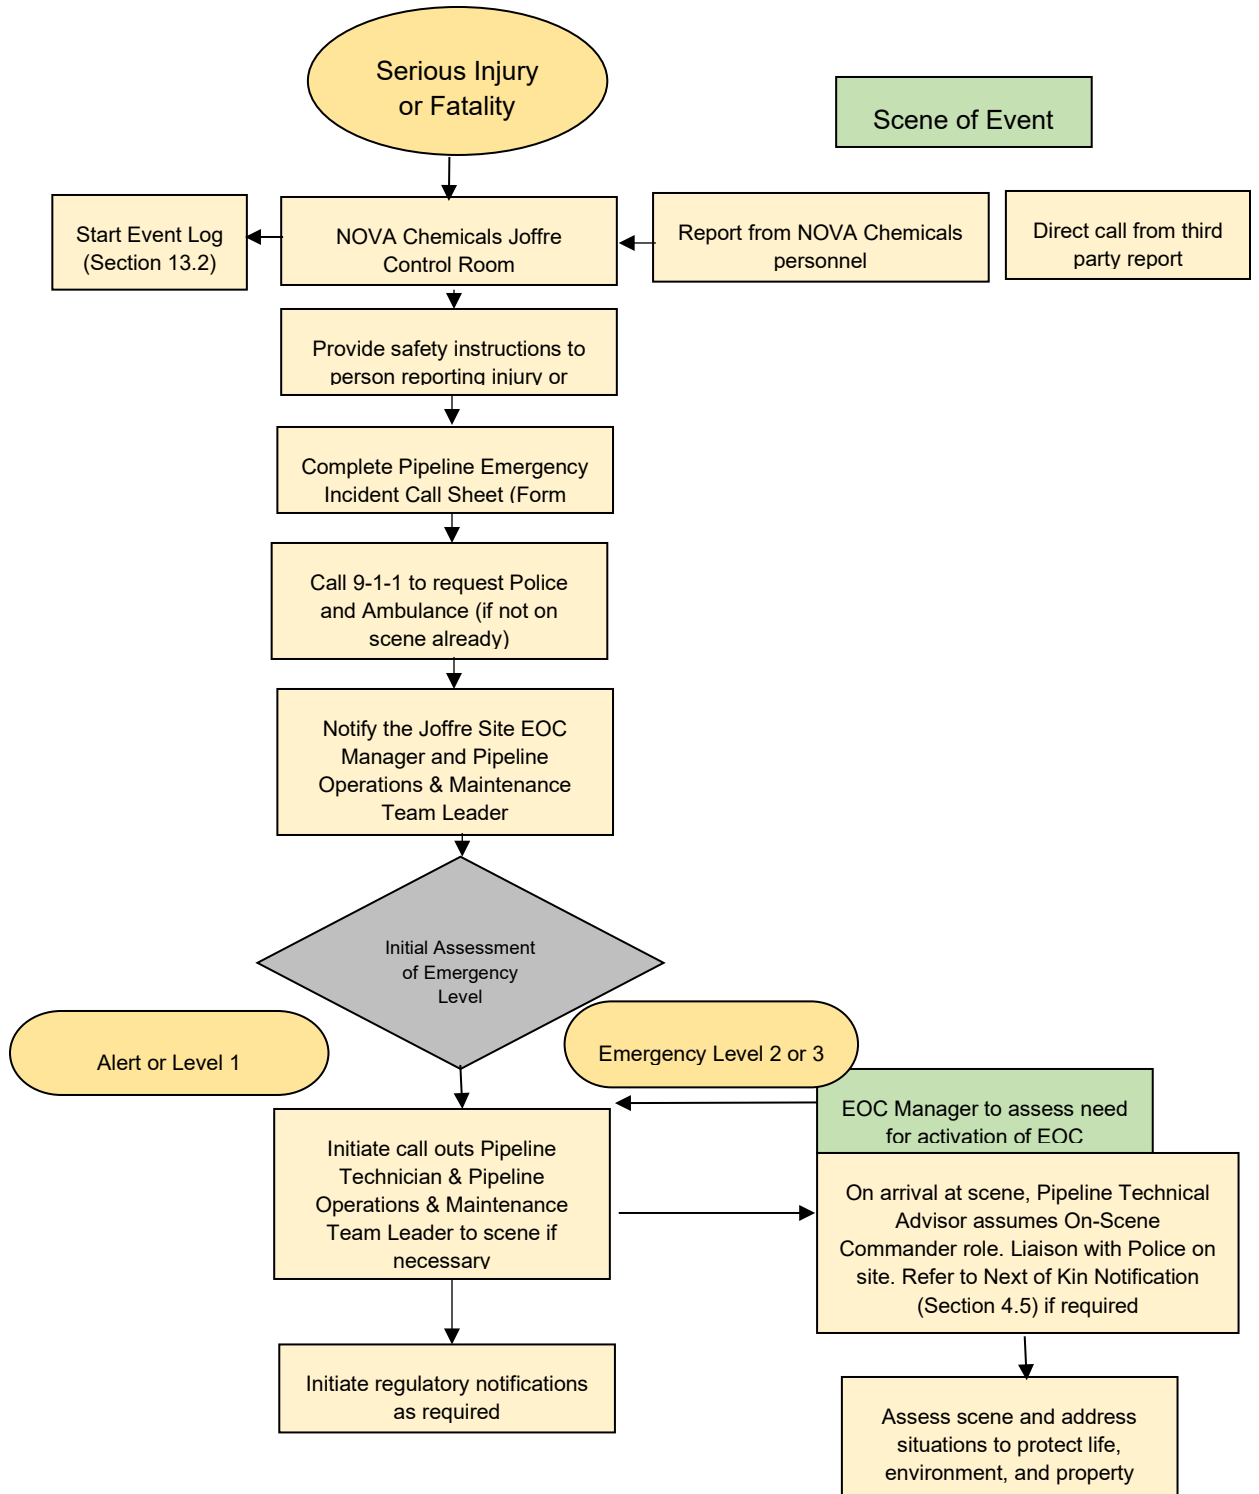 Serious Injury
or Fatality
Scene of Event
Start Event Log
(Section 13.2)
NOVA Chemicals Joffre
Control Room
Report from NOVA Chemicals
personnel
Direct call from third
party report
Provide safety instructions to
person reporting injury or
Complete Pipeline Emergency
Incident Call Sheet (Form
Call 9-1-1 to request Police
and Ambulance (if not on
scene already)
Notify the Joffre Site EOC
Manager and Pipeline
Operations & Maintenance
Team Leader
Initial Assessment
of Emergency
Level
Alert or Level 1
Emergency Level 2 or 3
EOC Manager to assess need
for activation of EOC
Initiate call outs Pipeline
Technician & Pipeline
Operations & Maintenance
Team Leader to scene if
necessary
On arrival at scene, Pipeline Technical
Advisor assumes On-Scene
Commander role. Liaison with Police on
site. Refer to Next of Kin Notification
(Section 4.5) if required
Initiate regulatory notifications
as required
Assess scene and address
situations to protect life,
environment, and property